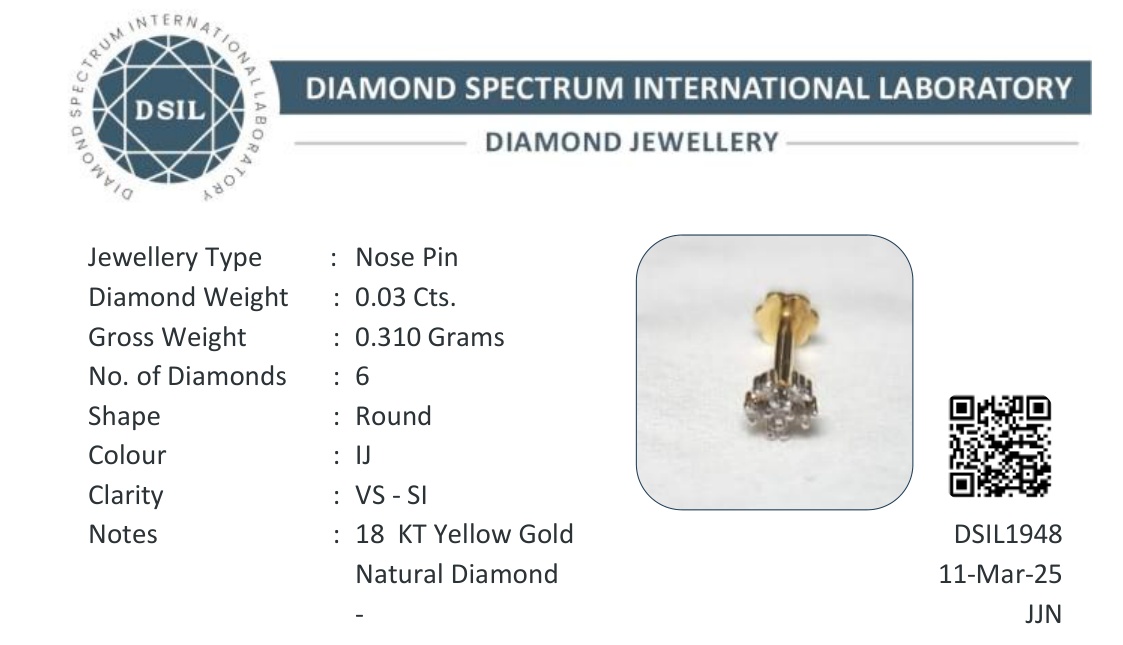 DIAMOND SPECTRUM INTERNATIONAL LABORATORY
DSIL
DIAMOND SPECTRUM INTERNATIONAL LABORATORY
DIAMOND JEWELLERY
Jewellery Type : Nose Pin
Diamond Weight : 0.03 Cts.
Gross Weight : 0.310 Grams
No. of Diamonds : 6
Shape : Round
Colour : IJ
Clarity : VS - SI
Notes : 18 KT Yellow Gold
Natural Diamond
-
DSIL1948
11-Mar-25
JJN